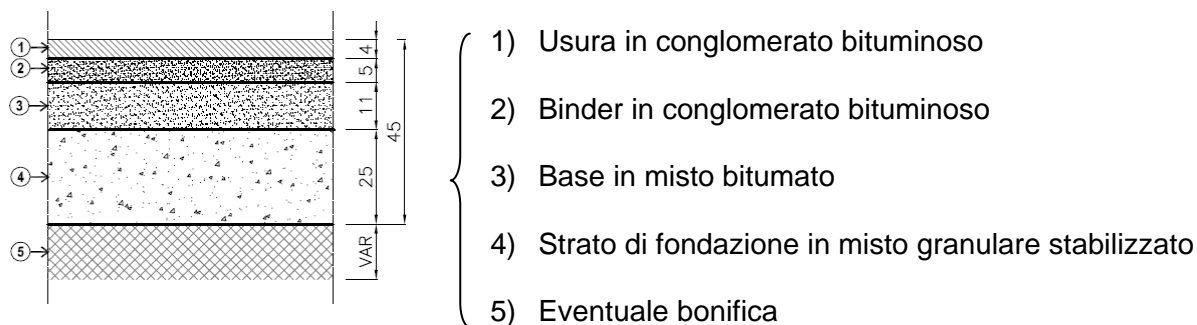 1
2
3
4
5
4
5
11
25
VAR
45
1) Usura in conglomerato bituminoso
2) Binder in conglomerato bituminoso
3) Base in misto bitumato
4) Strato di fondazione in misto granulare stabilizzato
5) Eventuale bonifica